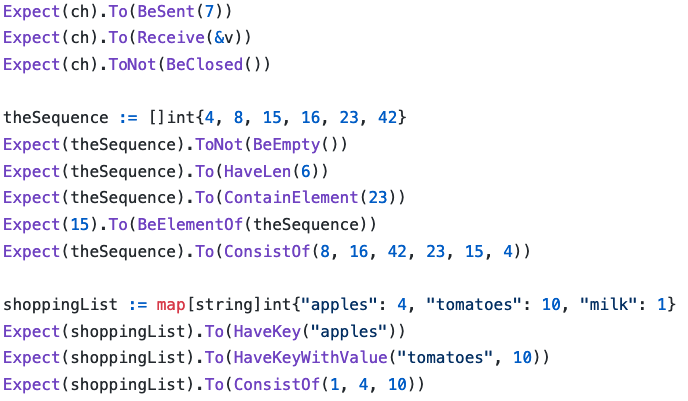 Expect(ch).To(BeSent(7))
Expect(ch).To(Receive(&v))
Expect(ch).ToNot(BeClosed())

theSequence := []int{4, 8, 15, 16, 23, 42}
Expect(theSequence).ToNot(BeEmpty())
Expect(theSequence).To(HaveLen(6))
Expect(theSequence).To(ContainElement(23))
Expect(15).To(BeElementOf(theSequence))
Expect(theSequence).To(ConsistOf(8, 16, 42, 23, 15, 4))

shoppingList := map[string]int{"apples": 4, "tomatoes": 10, "milk": 1}
Expect(shoppingList).To(HaveKey("apples"))
Expect(shoppingList).To(HaveKeyWithValue("tomatoes", 10))
Expect(shoppingList).To(ConsistOf(1, 4, 10))